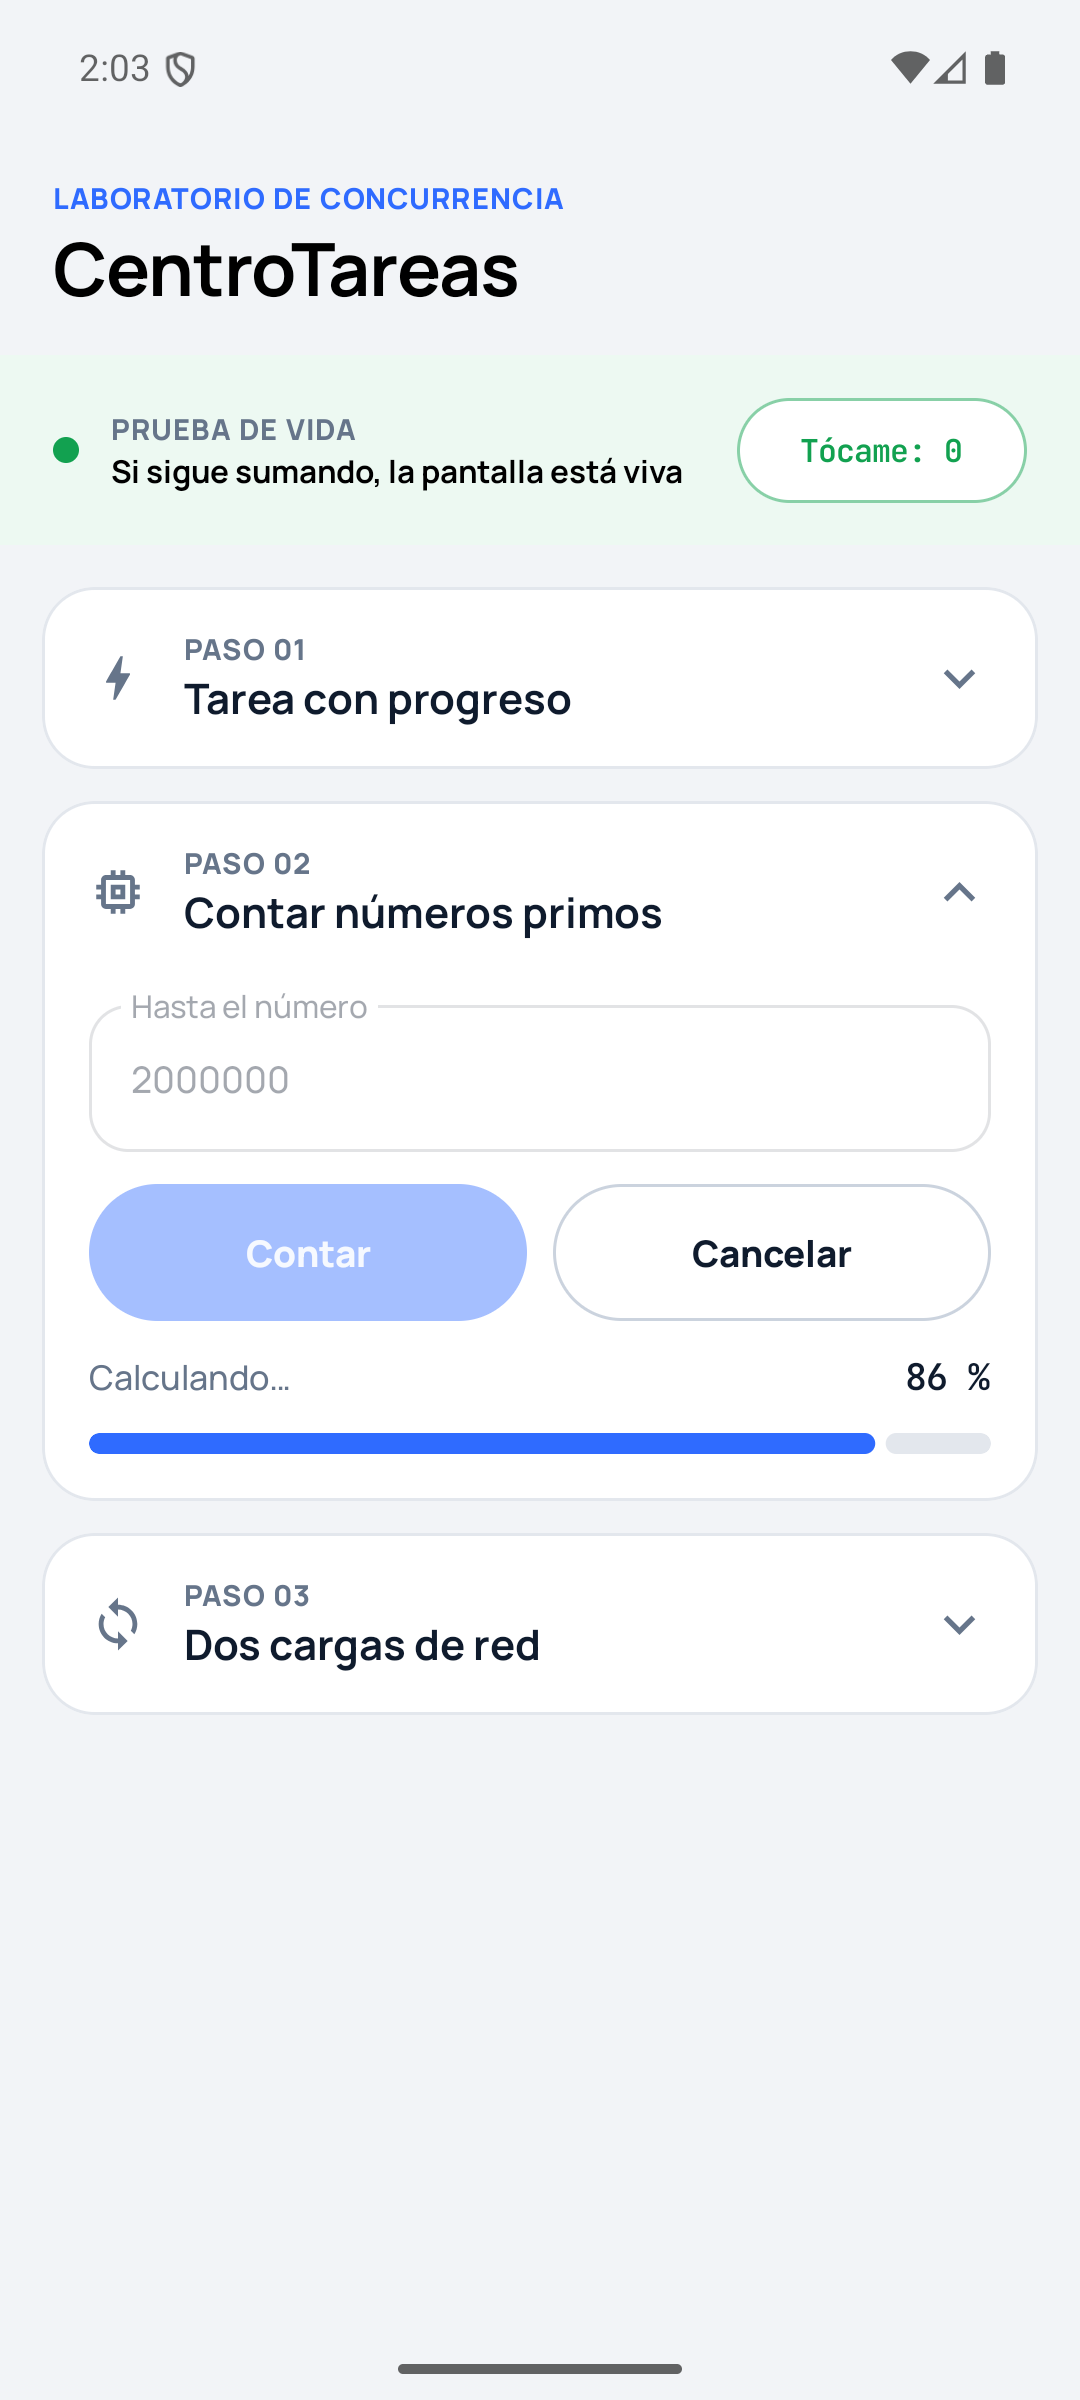 2:03
LABORATORIO DE CONCURRENCIA
CentroTareas
PRUEBA DE VIDA
Si sigue sumando, la pantalla está viva
Tócame: 0
PASO 01
Tarea con progreso
PASO 02
Contar números primos
Hasta el número
2000000
Contar
Cancelar
Calculando...
86 %
PASO 03
Dos cargas de red